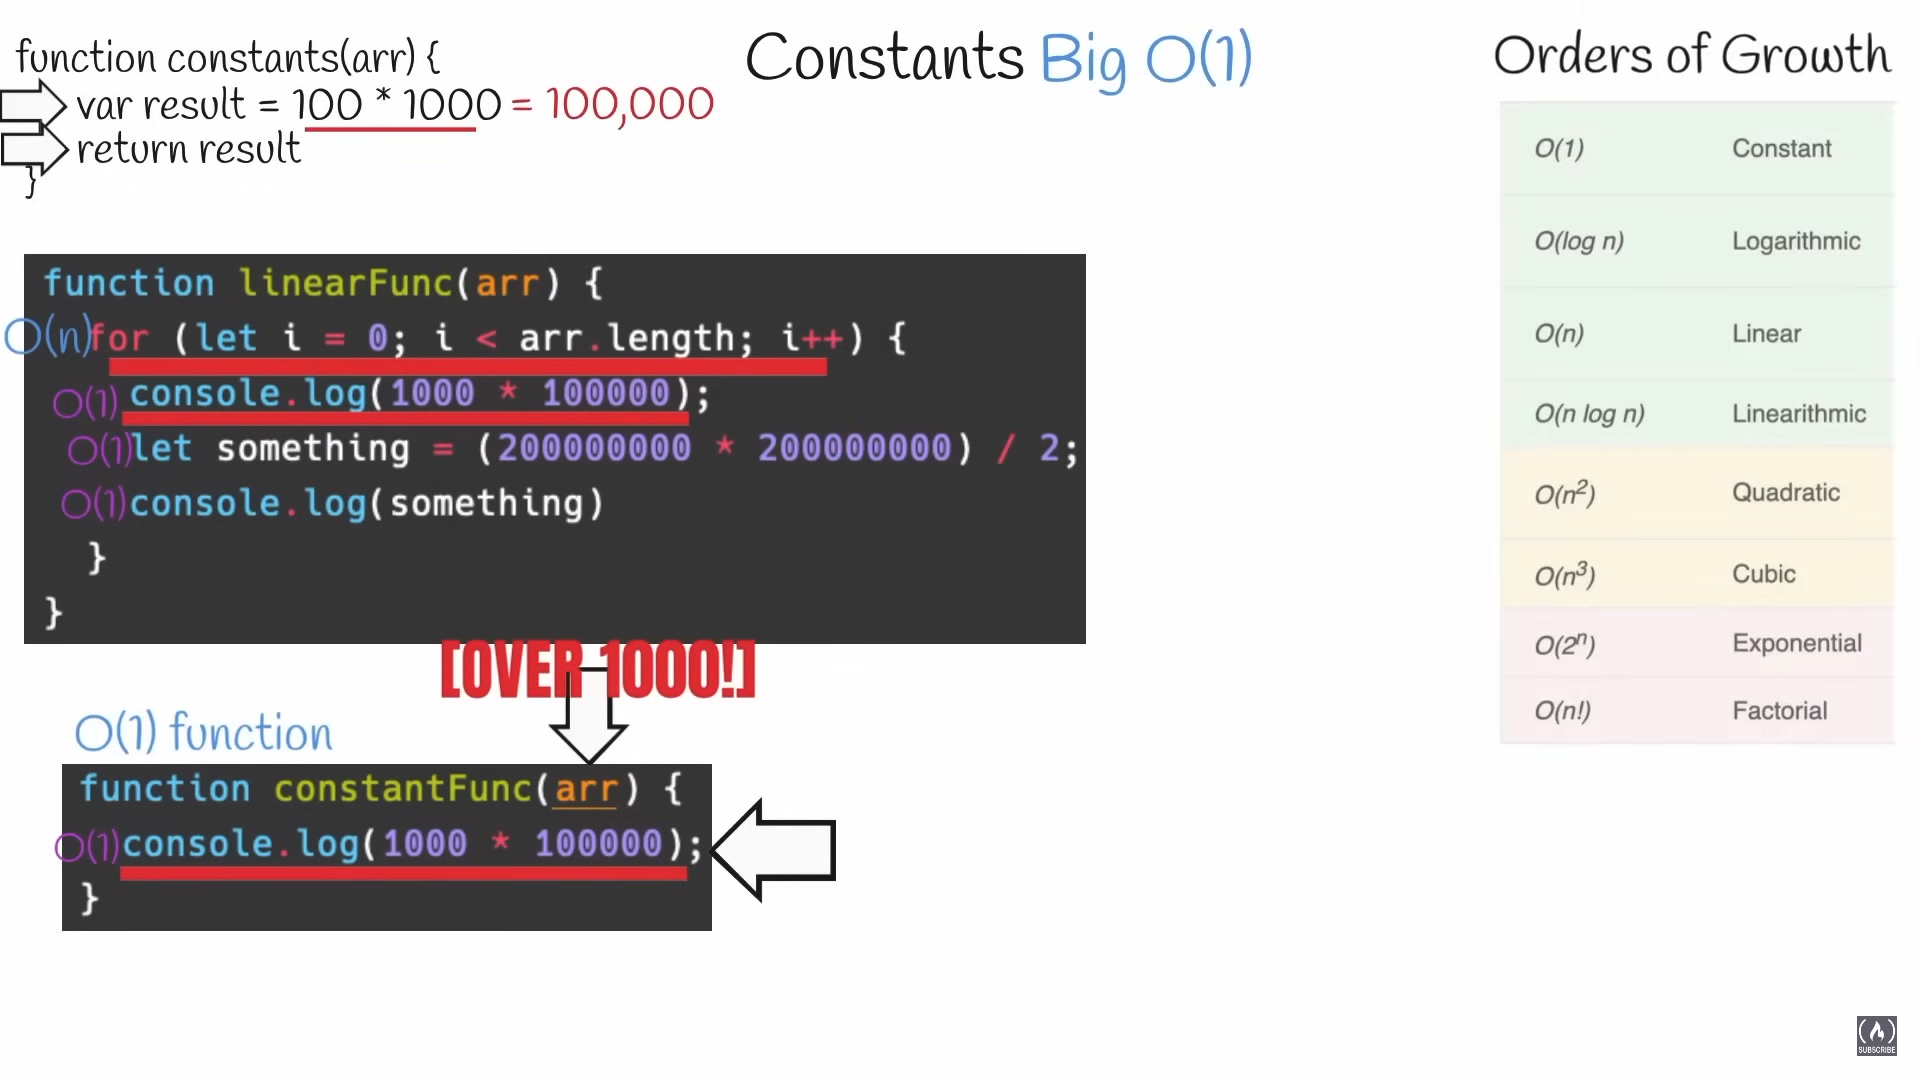 function constants(arr) {
var result = 100 * 1000 = 100,000
return result
}
Constants Big O(1)
Orders of Growth
O(1) Constant
O(log n) Logarithmic
O(n) Linear
O(n log n) Linearithmic
O(n²) Quadratic
O(n³) Cubic
O(2ⁿ) Exponential
O(n!) Factorial
function linearFunc(arr) {
O(n) for (let i = 0; i < arr.length; i++) {
O(1) console.log(1000 * 100000);
O(1) let something = (200000000 * 200000000) / 2;
O(1) console.log(something)
}
}
[OVER 1000!]
O(1) function
function constantFunc(arr) {
O(1) console.log(1000 * 100000);
}
SUBSCRIBE